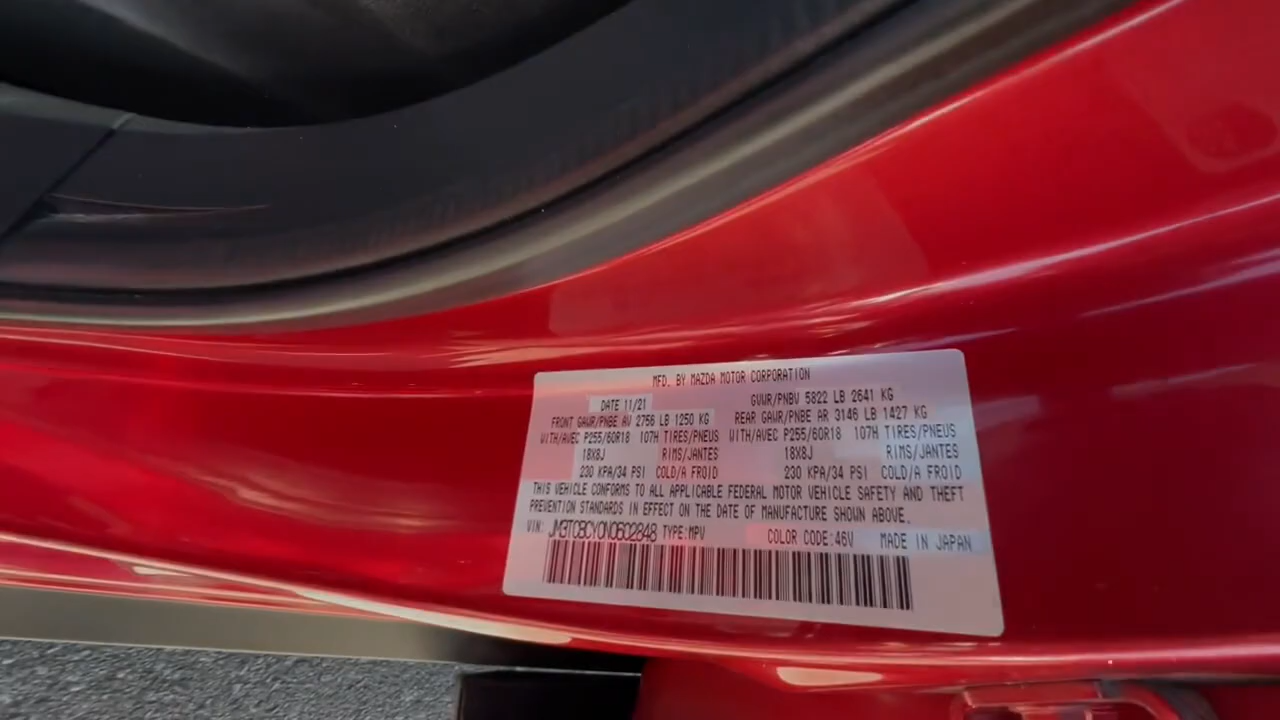 MFD. BY MAZDA MOTOR CORPORATION
DATE 11/21 GVWR/PNBV 5822 LB 2641 KG
FRONT GAWR/PNBE AV 2756 LB 1250 KG REAR GAWR/PNBE AR 3146 LB 1427 KG
WITH/AVEC P255/60R18 107H TIRES/PNEUS WITH/AVEC P255/60R18 107H TIRES/PNEUS
18X8J RIMS/JANTES 18X8J RIMS/JANTES
230 KPA/34 PSI COLD/A FROID 230 KPA/34 PSI COLD/A FROID
THIS VEHICLE CONFORMS TO ALL APPLICABLE FEDERAL MOTOR VEHICLE SAFETY AND THEFT
PREVENTION STANDARDS IN EFFECT ON THE DATE OF MANUFACTURE SHOWN ABOVE.
VIN: JM3TCBCY0N0602848 TYPE:MPV COLOR CODE:46V MADE IN JAPAN